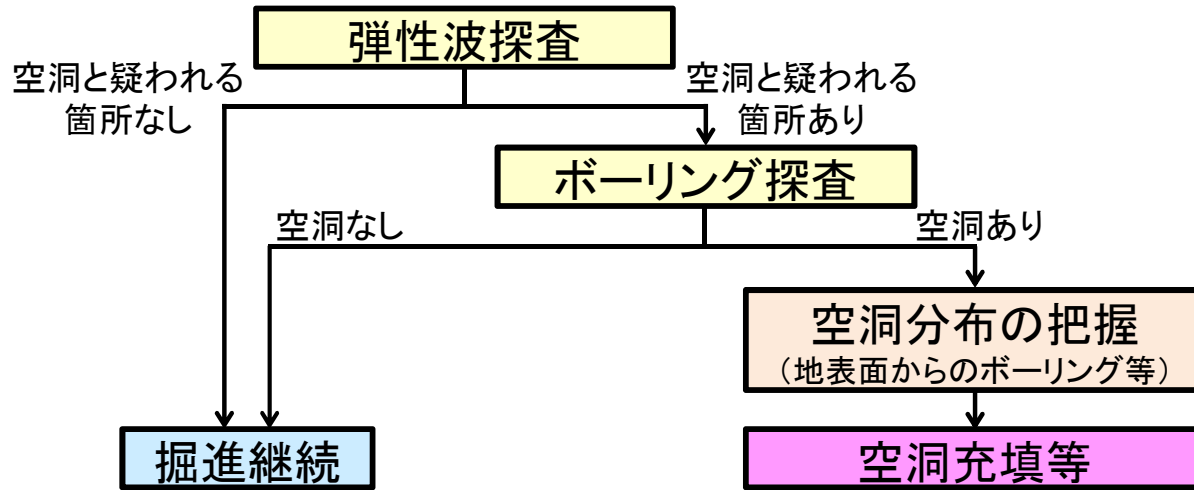 弾性波探査
空洞と疑われる
箇所なし
空洞と疑われる
箇所あり
ボーリング探査
空洞なし
空洞あり
空洞分布の把握
（地表面からのボーリング等）
掘進継続
空洞充填等